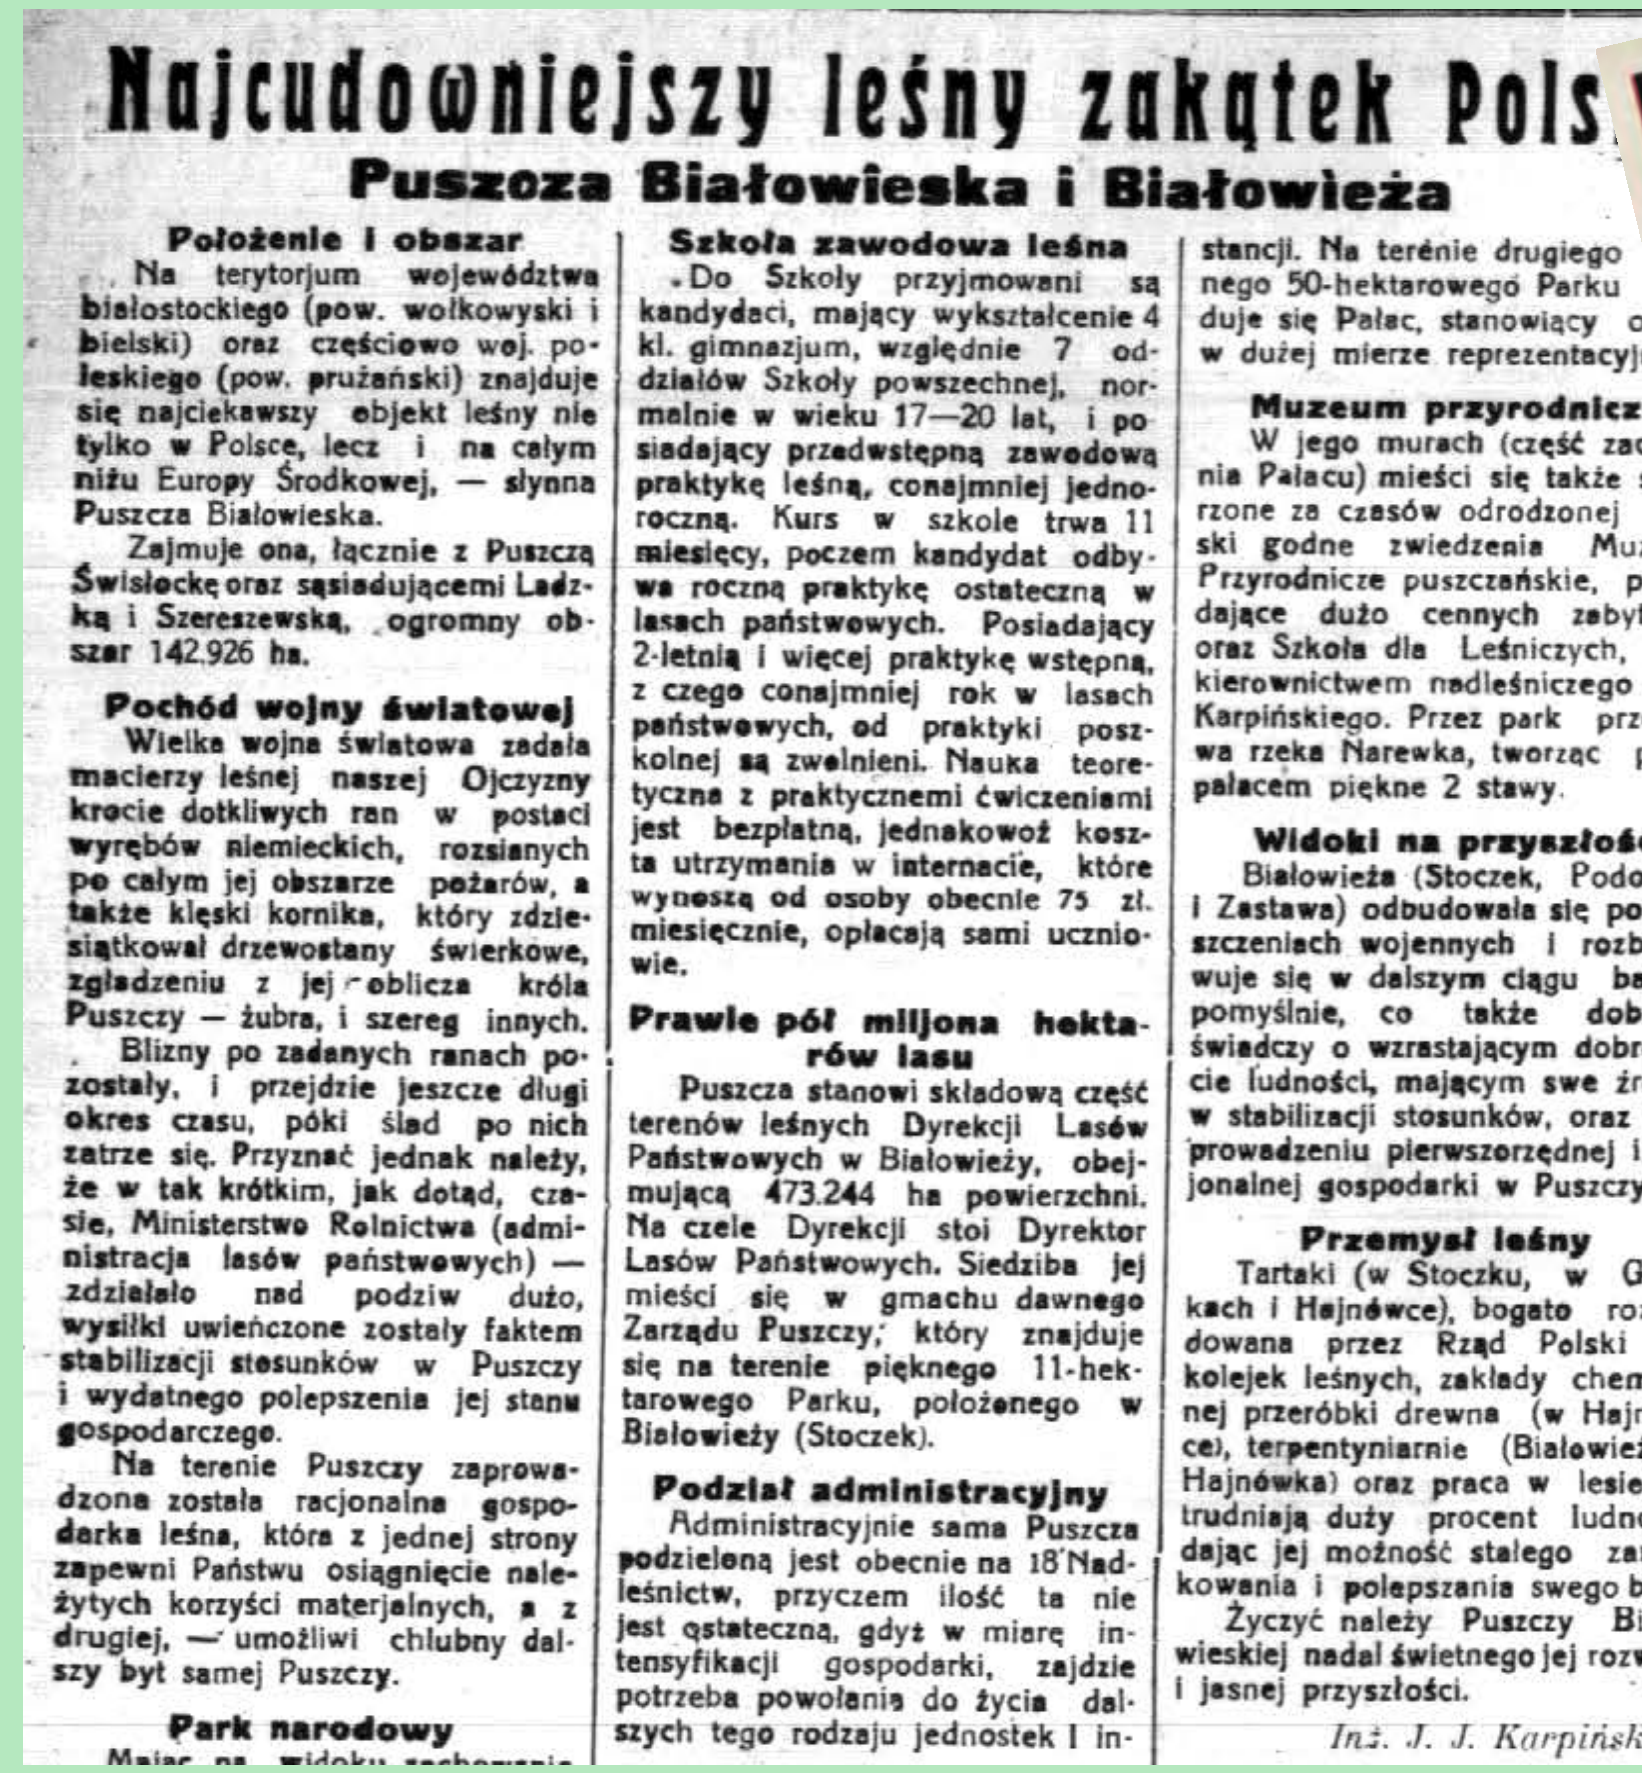 Najcudowniejszy leśny zakątek Pols
Puszcza Białowieska i Białowieża
Położenie i obszar
Na terytorjum województwa
białostockiego (pow. wołkowyski i
bielski) oraz częściowo woj. po-
leskiego (pow. prużański) znajduje
się najciekawszy objekt leśny nie
tylko w Polsce, lecz i na całym
niżu Europy Środkowej, — słynna
Puszcza Białowieska.
Zajmuje ona, łącznie z Puszczą
Świsłocką oraz sąsiadującemi Ladz-
ką i Szereszewską, ogromny ob-
szar 142.926 ha.
Pochód wojny światowej
Wielka wojna światowa zadała
macierzy leśnej naszej Ojczyzny
krocie dotkliwych ran w postaci
wyrębów niemieckich, rozsianych
po całym jej obszarze pożarów, a
także klęski kornika, który zdzie-
siątkował drzewostany świerkowe,
zgładzeniu z jej oblicza króla
Puszczy — żubra, i szereg innych.
Blizny po zadanych ranach po-
zostały, i przejdzie jeszcze długi
okres czasu, póki ślad po nich
zatrze się. Przyznać jednak należy,
że w tak krótkim, jak dotąd, cza-
sie, Ministerstwo Rolnictwa (admi-
nistracja lasów państwowych) —
zdziałało nad podziw dużo,
wysiłki uwieńczone zostały faktem
stabilizacji stosunków w Puszczy
i wydatnego polepszenia jej stanu
gospodarczego.
Na terenie Puszczy zaprowa-
dzona została racjonalna gospo-
darka leśna, która z jednej strony
zapewni Państwu osiągnięcie nale-
żytych korzyści materjalnych, a z
drugiej, — umożliwi chlubny dal-
szy byt samej Puszczy.
Park narodowy
Mając na widoku zachowanie
Szkoła zawodowa leśna
Do Szkoły przyjmowani są
kandydaci, mający wykształcenie 4
kl. gimnazjum, względnie 7 od-
działów Szkoły powszechnej, nor-
malnie w wieku 17—20 lat, i po
siadający przedwstępną zawodową
praktykę leśną, conajmniej jedno-
roczną. Kurs w szkole trwa 11
miesięcy, poczem kandydat odby-
wa roczną praktykę ostateczną w
lasach państwowych. Posiadający
2-letnią i więcej praktykę wstępną,
z czego conajmniej rok w lasach
państwowych, od praktyki posz-
kolnej są zwolnieni. Nauka teore-
tyczna z praktycznemi ćwiczeniami
jest bezpłatną, jednakowoż kosz-
ta utrzymania w internacie, które
wynoszą od osoby obecnie 75 zł.
miesięcznie, opłacają sami ucznio-
wie.
Prawie pół miljona hekta-
rów lasu
Puszcza stanowi składową część
terenów leśnych Dyrekcji Lasów
Państwowych w Białowieży, obej-
mującą 473.244 ha powierzchni.
Na czele Dyrekcji stoi Dyrektor
Lasów Państwowych. Siedziba jej
mieści się w gmachu dawnego
Zarządu Puszczy, który znajduje
się na terenie pięknego 11-hek-
tarowego Parku, położonego w
Białowieży (Stoczek).
Podział administracyjny
Administracyjnie sama Puszcza
podzieloną jest obecnie na 18 Nad-
leśnictw, przyczem ilość ta nie
jest ostateczną, gdyż w miarę in-
tensyfikacji gospodarki, zajdzie
potrzeba powołania do życia dal-
szych tego rodzaju jednostek i in-
stancji. Na terenie drugiego
nego 50-hektarowego Parku
duje się Pałac, stanowiący o
w dużej mierze reprezentacyj
Muzeum przyrodnicz
W jego murach (część zac
nia Pałacu) mieści się także s
rzone za czasów odrodzonej
ski godne zwiedzenia Muz
Przyrodnicze puszczańskie, p
dające dużo cennych zabyt
oraz Szkoła dla Leśniczych,
kierownictwem nadleśniczego
Karpińskiego. Przez park prz
wa rzeka Narewka, tworząc p
pałacem piękne 2 stawy.
Widoki na przyszłoś
Białowieża (Stoczek, Podo
i Zastawa) odbudowała się po
szczeniach wojennych i rozb
wuje się w dalszym ciągu ba
pomyślnie, co także dob
świadczy o wzrastającym dobr
cie ludności, mającym swe źr
w stabilizacji stosunków, oraz
prowadzeniu pierwszorzędnej i
jonalnej gospodarki w Puszczy
Przemysł leśny
Tartaki (w Stoczku, w G
kach i Hajnówce), bogato roz
dowana przez Rząd Polski
kolejek leśnych, zakłady chem
nej przeróbki drewna (w Hajn
ce), terpentyniarnie (Białowież
Hajnówka) oraz praca w lesie
trudniają duży procent ludno
dając jej możność stałego zar
kowania i polepszania swego b
Życzyć należy Puszczy Bi
wieskiej nadal świetnego jej rozw
i jasnej przyszłości.
Inż. J. J. Karpińsk